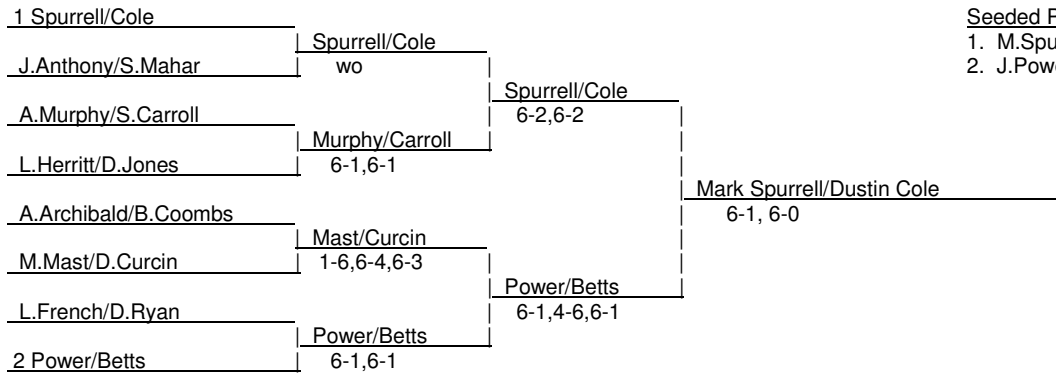 1 Spurrell/Cole
Seeded
Spurrell/Cole
1. M.Spu
J.Anthony/S.Mahar
wo
2. J.Pow
Spurrell/Cole
A.Murphy/S.Carroll
6-2,6-2
Murphy/Carroll
L.Herritt/D.Jones
6-1,6-1
Mark Spurrell/Dustin Cole
A.Archibald/B.Coombs
6-1, 6-0
Mast/Curcin
M.Mast/D.Curcin
1-6,6-4,6-3
Power/Betts
L.French/D.Ryan
6-1,4-6,6-1
Power/Betts
2 Power/Betts
6-1,6-1